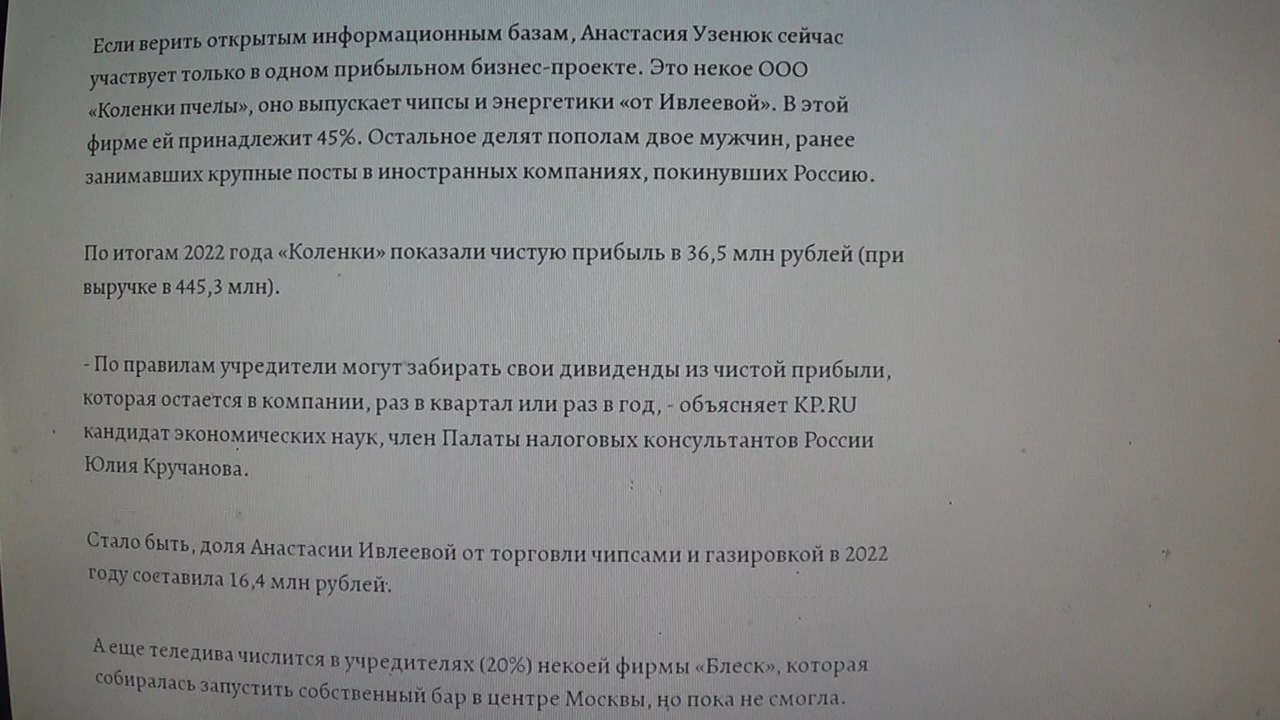 Если верить открытым информационным базам, Анастасия Узенюк сейчас
участвует только в одном прибыльном бизнес-проекте. Это некое ООО
«Коленки пчелы», оно выпускает чипсы и энергетики «от Ивлеевой». В этой
фирме ей принадлежит 45%. Остальное делят пополам двое мужчин, ранее
занимавших крупные посты в иностранных компаниях, покинувших Россию.
По итогам 2022 года «Коленки» показали чистую прибыль в 36,5 млн рублей (при
выручке в 445,3 млн).
- По правилам учредители могут забирать свои дивиденды из чистой прибыли,
которая остается в компании, раз в квартал или раз в год, - объясняет KP.RU
кандидат экономических наук, член Палаты налоговых консультантов России
Юлия Кручанова.
Стало быть, доля Анастасии Ивлеевой от торговли чипсами и газировкой в 2022
году составила 16,4 млн рублей.
А еще теледива числится в учредителях (20%) некоей фирмы «Блеск», которая
собиралась запустить собственный бар в центре Москвы, но пока не смогла.